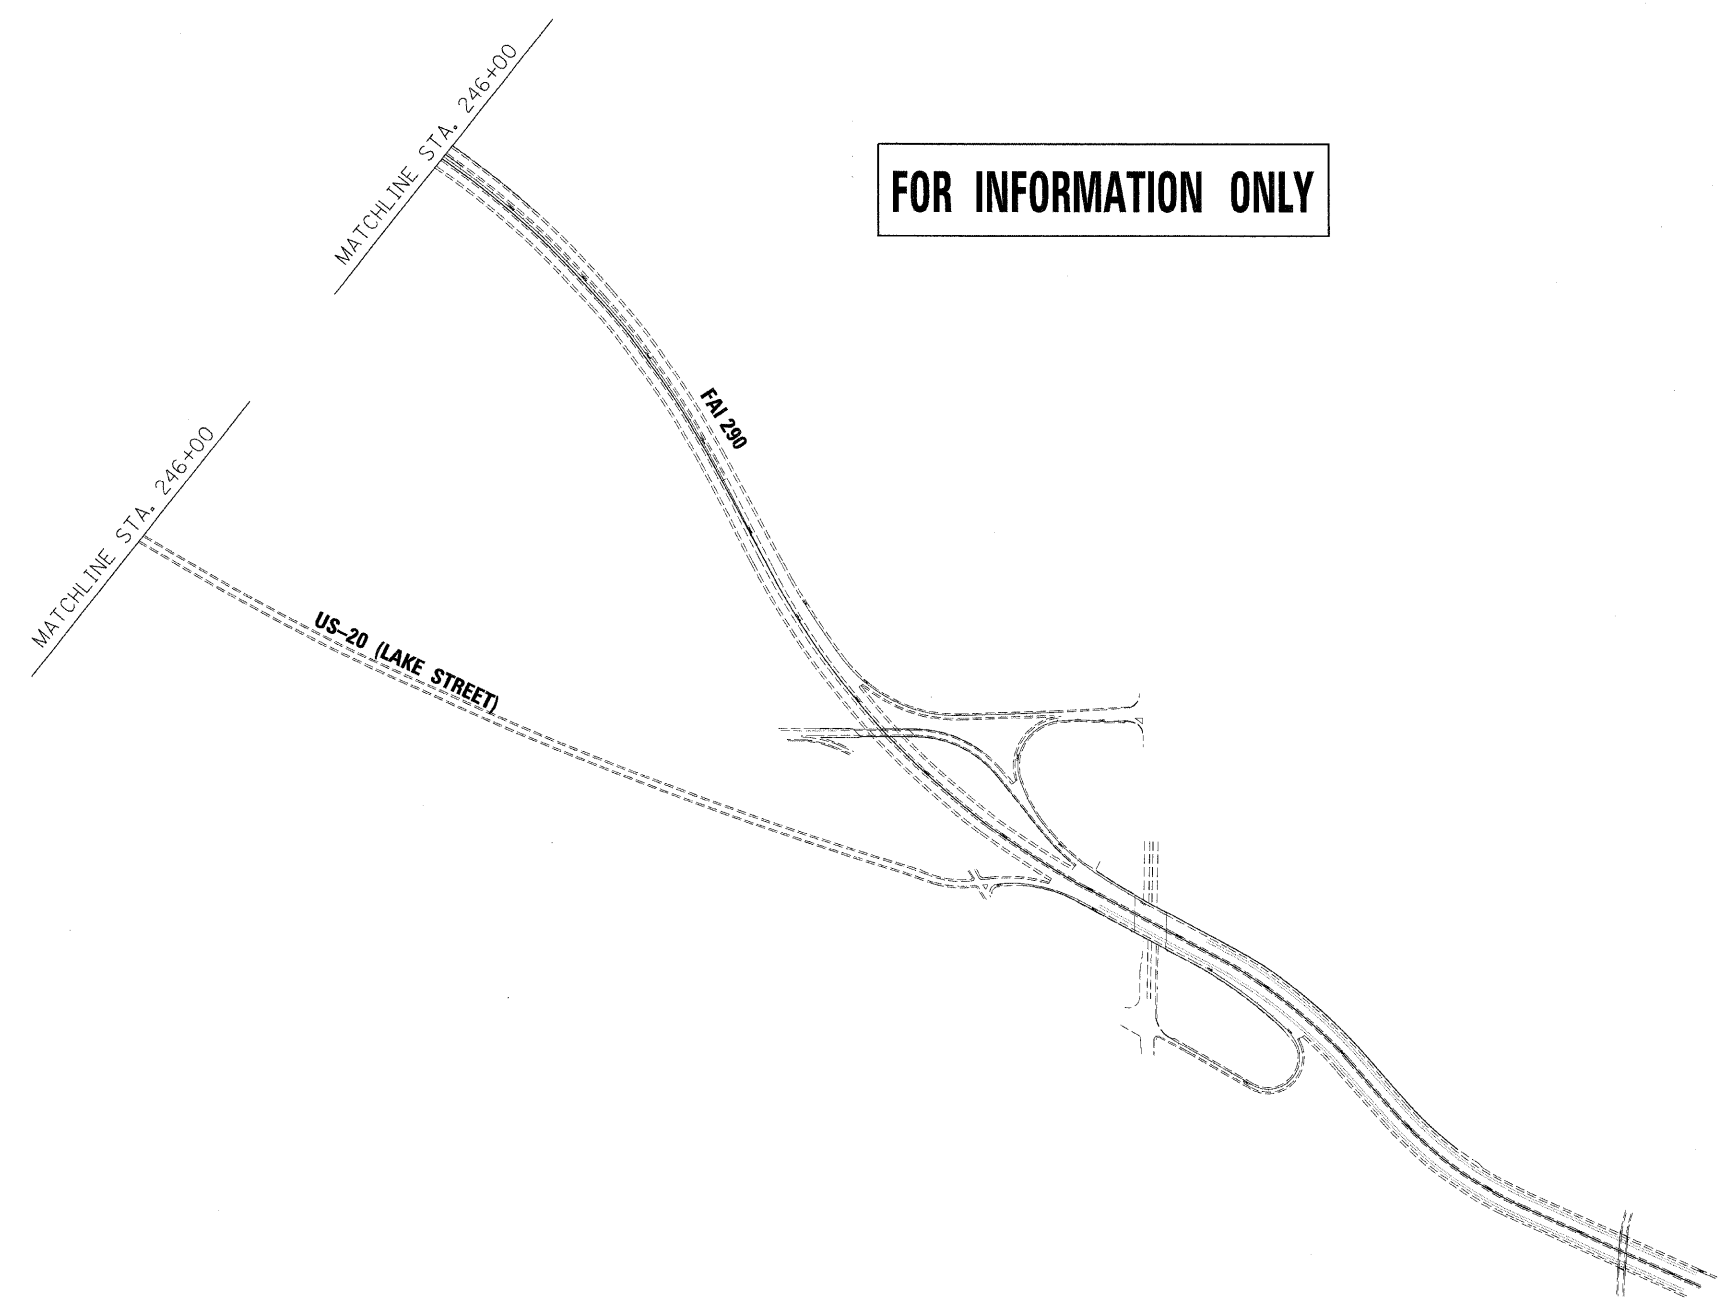 MATCHLINE STA. 246+00
FOR INFORMATION ONLY
FAI 290
MATCHLINE STA. 246+00
US-20 (LAKE STREET)